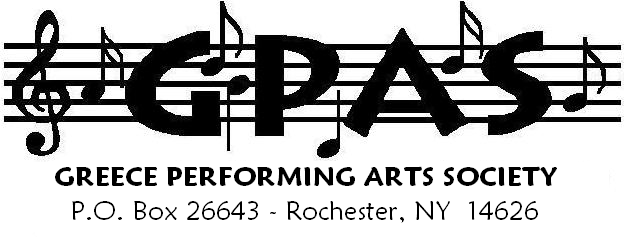 GPAS
GREECE PERFORMING ARTS SOCIETY
P.O. Box 26643 - Rochester, NY 14626